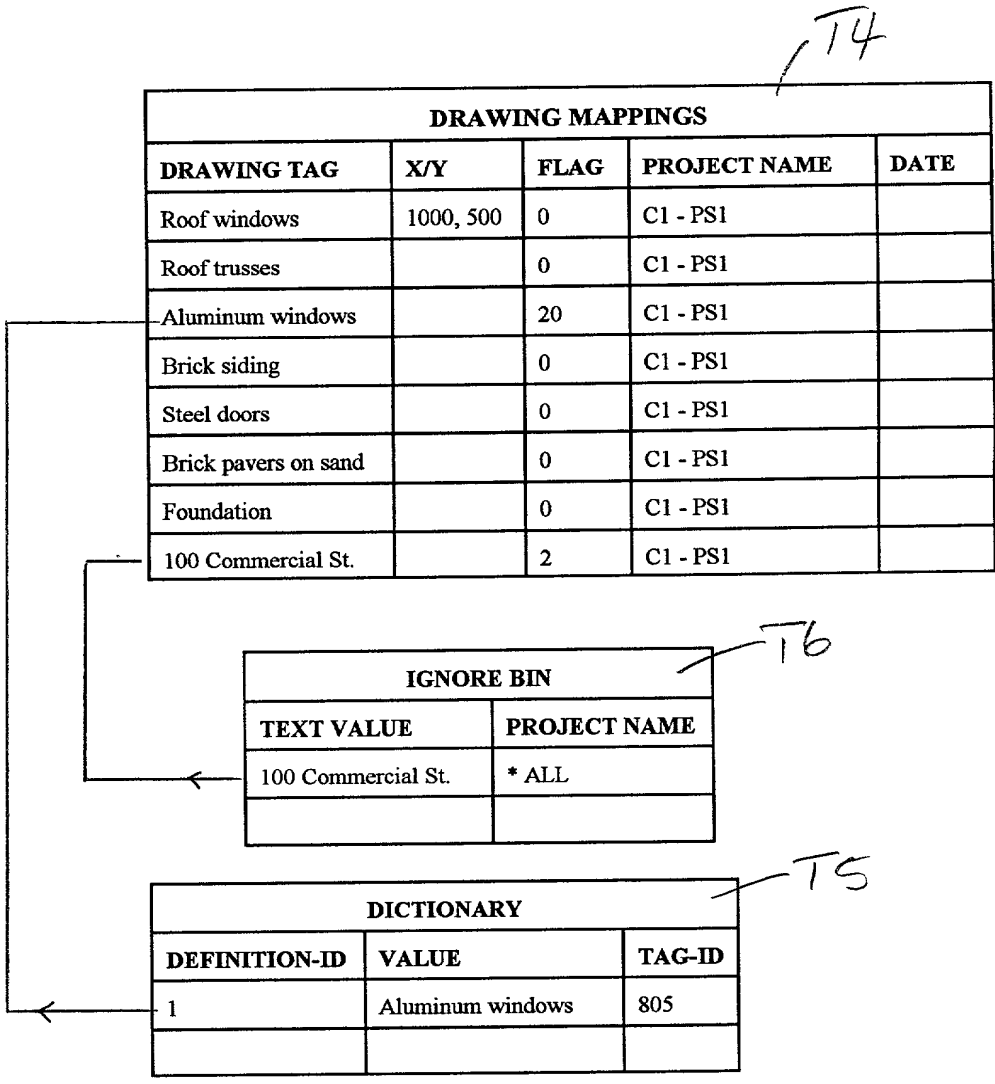 T4
DRAWING MAPPINGS
DRAWING TAG X/Y FLAG PROJECT NAME DATE
Roof windows 1000, 500 0 C1 - PS1
Roof trusses 0 C1 - PS1
Aluminum windows 20 C1 - PS1
Brick siding 0 C1 - PS1
Steel doors 0 C1 - PS1
Brick pavers on sand 0 C1 - PS1
Foundation 0 C1 - PS1
100 Commercial St. 2 C1 - PS1
T6
IGNORE BIN
TEXT VALUE PROJECT NAME
100 Commercial St. * ALL
T5
DICTIONARY
DEFINITION-ID VALUE TAG-ID
1 Aluminum windows 805